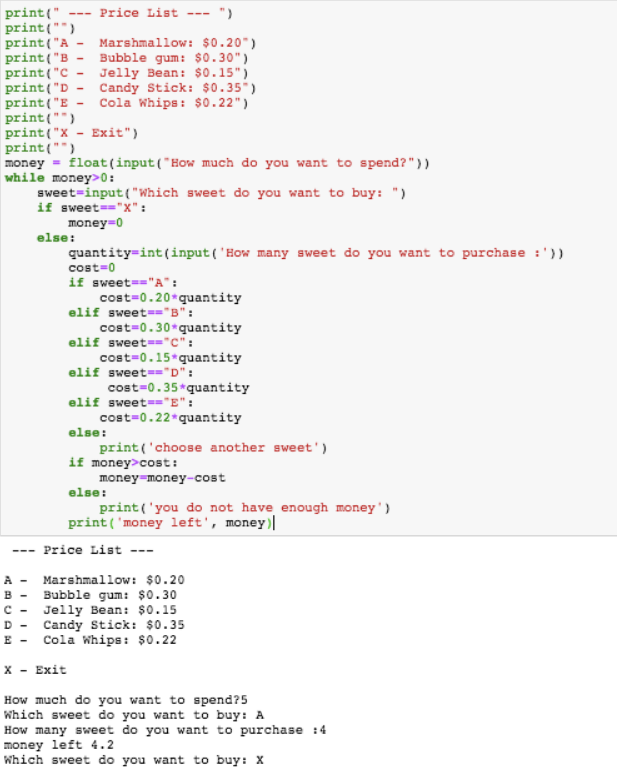 print(" --- Price List --- ")
print("")
print("A -  Marshmallow: $0.20")
print("B -  Bubble gum: $0.30")
print("C -  Jelly Bean: $0.15")
print("D -  Candy Stick: $0.35")
print("E -  Cola Whips: $0.22")
print("")
print("X - Exit")
print("")
money = float(input("How much do you want to spend?"))
while money>0:
    sweet=input("Which sweet do you want to buy: ")
    if sweet=="X":
        money=0
    else:
        quantity=int(input('How many sweet do you want to purchase :'))
        cost=0
        if sweet=="A":
            cost=0.20*quantity
        elif sweet=="B":
            cost=0.30*quantity
        elif sweet=="C":
            cost=0.15*quantity
        elif sweet=="D":
             cost=0.35*quantity
        elif sweet=="E":
            cost=0.22*quantity
        else:
            print('choose another sweet')
        if money>cost:
            money=money-cost
        else:
            print('you do not have enough money')
        print('money left', money)
 --- Price List ---
A -  Marshmallow: $0.20
B -  Bubble gum: $0.30
C -  Jelly Bean: $0.15
D -  Candy Stick: $0.35
E -  Cola Whips: $0.22
X - Exit
How much do you want to spend?5
Which sweet do you want to buy: A
How many sweet do you want to purchase :4
money left 4.2
Which sweet do you want to buy: X